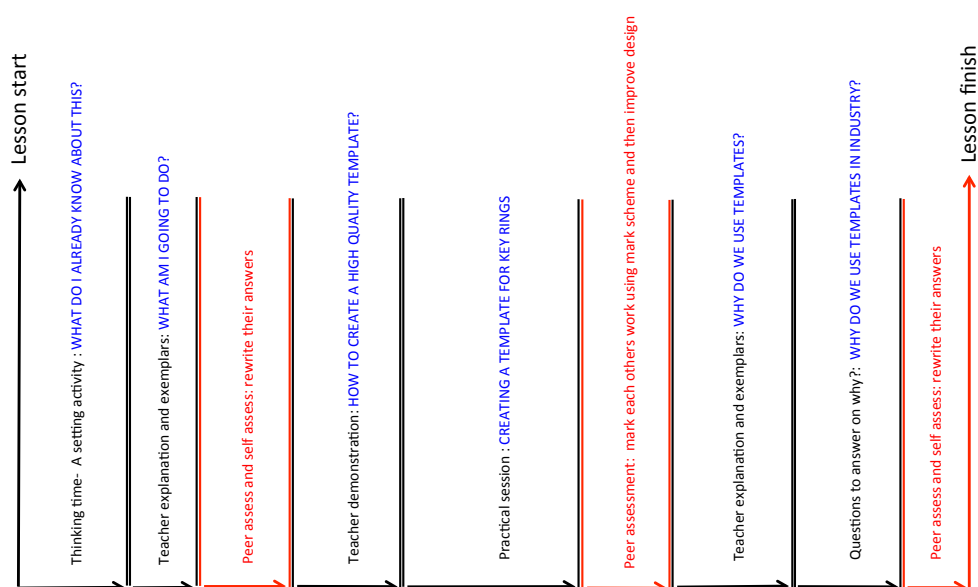 Lesson start
Thinking time- A setting activity : WHAT DO I ALREADY KNOW ABOUT THIS?
Teacher explanation and exemplars: WHAT AM I GOING TO DO?
Peer assess and self assess: rewrite their answers
Teacher demonstration: HOW TO CREATE A HIGH QUALITY TEMPLATE?
Practical session : CREATING A TEMPLATE FOR KEY RINGS
Peer assessment: mark each others work using mark scheme and then improve design
Teacher explanation and exemplars: WHY DO WE USE TEMPLATES?
Questions to answer on why?: WHY DO WE USE TEMPLATES IN INDUSTRY?
Peer assess and self assess: rewrite their answers
Lesson finish